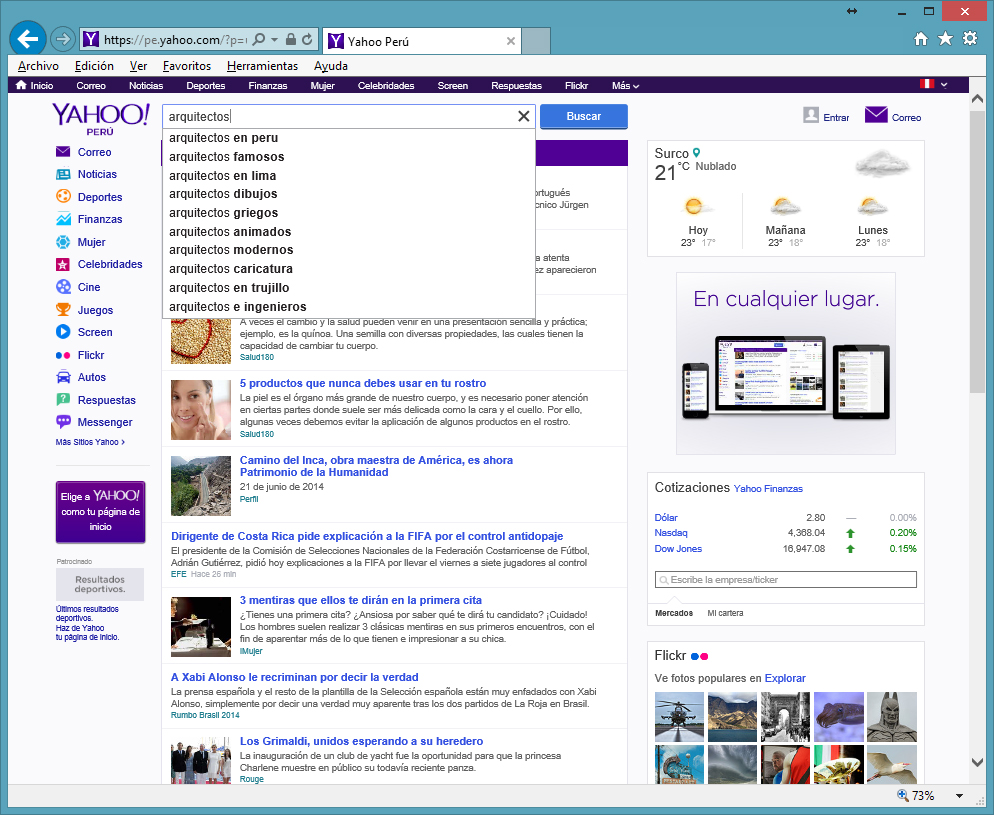 https://pe.yahoo.com/?p=
Yahoo Perú
Archivo Edición Ver Favoritos Herramientas Ayuda
Inicio Correo Noticias Deportes Finanzas Mujer Celebridades Screen Respuestas Flickr Más
YAHOO!
PERÚ
arquitectos
Buscar
Entrar
Correo
arquitectos en peru
arquitectos famosos
arquitectos en lima
arquitectos dibujos
arquitectos griegos
arquitectos animados
arquitectos modernos
arquitectos caricatura
arquitectos en trujillo
arquitectos e ingenieros
Correo
Noticias
Deportes
Finanzas
Mujer
Celebridades
Cine
Juegos
Screen
Flickr
Autos
Respuestas
Messenger
Más Sitios Yahoo >
Elige a YAHOO!
como tu página de
inicio
Patrocinado
Resultados
deportivos.
Últimos resultados
deportivos.
Haz de Yahoo
tu página de inicio.
ortugués
cnico Jürgen
a atenta
ez aparecieron
A veces el cambio y la salud pueden venir en una presentación sencilla y práctica;
ejemplo, es la quínoa. Una semilla con diversas propiedades, las cuales tienen la
capacidad de cambiar tu cuerpo.
Salud180
5 productos que nunca debes usar en tu rostro
La piel es el órgano más grande de nuestro cuerpo, y es necesario poner atención
en ciertas partes donde suele ser más delicada como la cara y el cuello. Por ello,
algunas veces debemos evitar la aplicación de algunos productos en el rostro.
Salud180
Camino del Inca, obra maestra de América, es ahora
Patrimonio de la Humanidad
21 de junio de 2014
Perfil
Dirigente de Costa Rica pide explicación a la FIFA por el control antidopaje
El presidente de la Comisión de Selecciones Nacionales de la Federación Costarricense de Fútbol,
Adrián Gutiérrez, pidió hoy explicaciones a la FIFA por llevar el viernes a siete jugadores al control
EFE Hace 26 min
3 mentiras que ellos te dirán en la primera cita
¿Tienes una primera cita? ¿Ansiosa por saber qué te dirá tu candidato? ¡Cuidado!
Los hombres suelen realizar 3 clásicas mentiras en sus primeros encuentros, con el
fin de aparentar más de lo que tienen e impresionar a su chica.
iMujer
A Xabi Alonso le recriminan por decir la verdad
La prensa española y el resto de la plantilla de la Selección española están muy enfadados con Xabi
Alonso, simplemente por decir una verdad muy aparente tras los dos partidos de La Roja en Brasil.
Rumbo Brasil 2014
Los Grimaldi, unidos esperando a su heredero
La inauguración de un club de yacht fue la oportunidad para que la princesa
Charlene muestre en público su todavía reciente panza.
Rouge
Surco
21 °C Nublado
Hoy Mañana Lunes
23° 17° 23° 18° 23° 18°
En cualquier lugar.
Cotizaciones Yahoo Finanzas
Dólar 2.80 — 0.00%
Nasdaq 4,368.04 0.20%
Dow Jones 16,947.08 0.15%
Escribe la empresa/ticker
Mercados Mi cartera
Flickr
Ve fotos populares en Explorar
73%